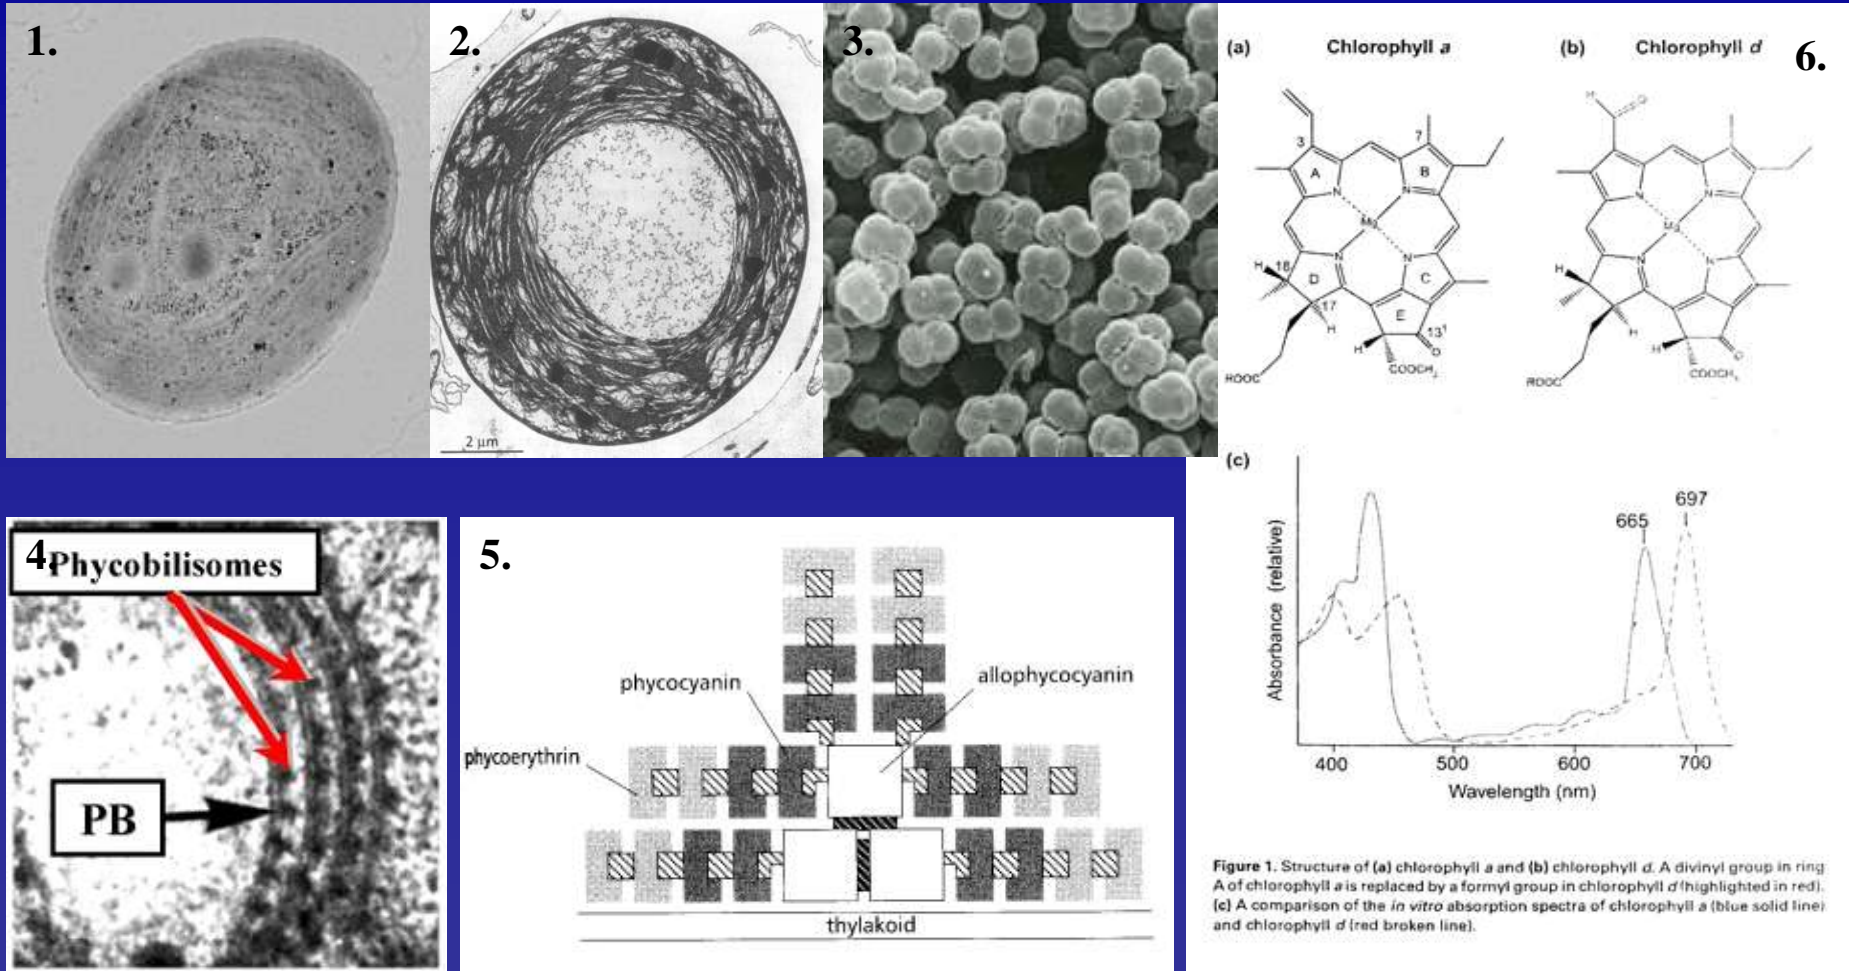 1.
2.
2 µm
3.
(a) Chlorophyll a
(b) Chlorophyll d
6.
3
7
A
B
N
N
Mg
N
N
H
18
D
C
17
H
E
13¹
H
O
ROOC
H
O
N
N
N
N
H
H
H
O
ROOC
(c)
665
697
Absorbance (relative)
400
500
600
700
Wavelength (nm)
Figure 1. Structure of (a) chlorophyll a and (b) chlorophyll d. A divinyl group in ring
A of chlorophyll a is replaced by a formyl group in chlorophyll d (highlighted in red).
(c) A comparison of the in vitro absorption spectra of chlorophyll a (blue solid line)
and chlorophyll d (red broken line).
4.
Phycobilisomes
PB
5.
phycocyanin
allophycocyanin
phycoerythrin
thylakoid